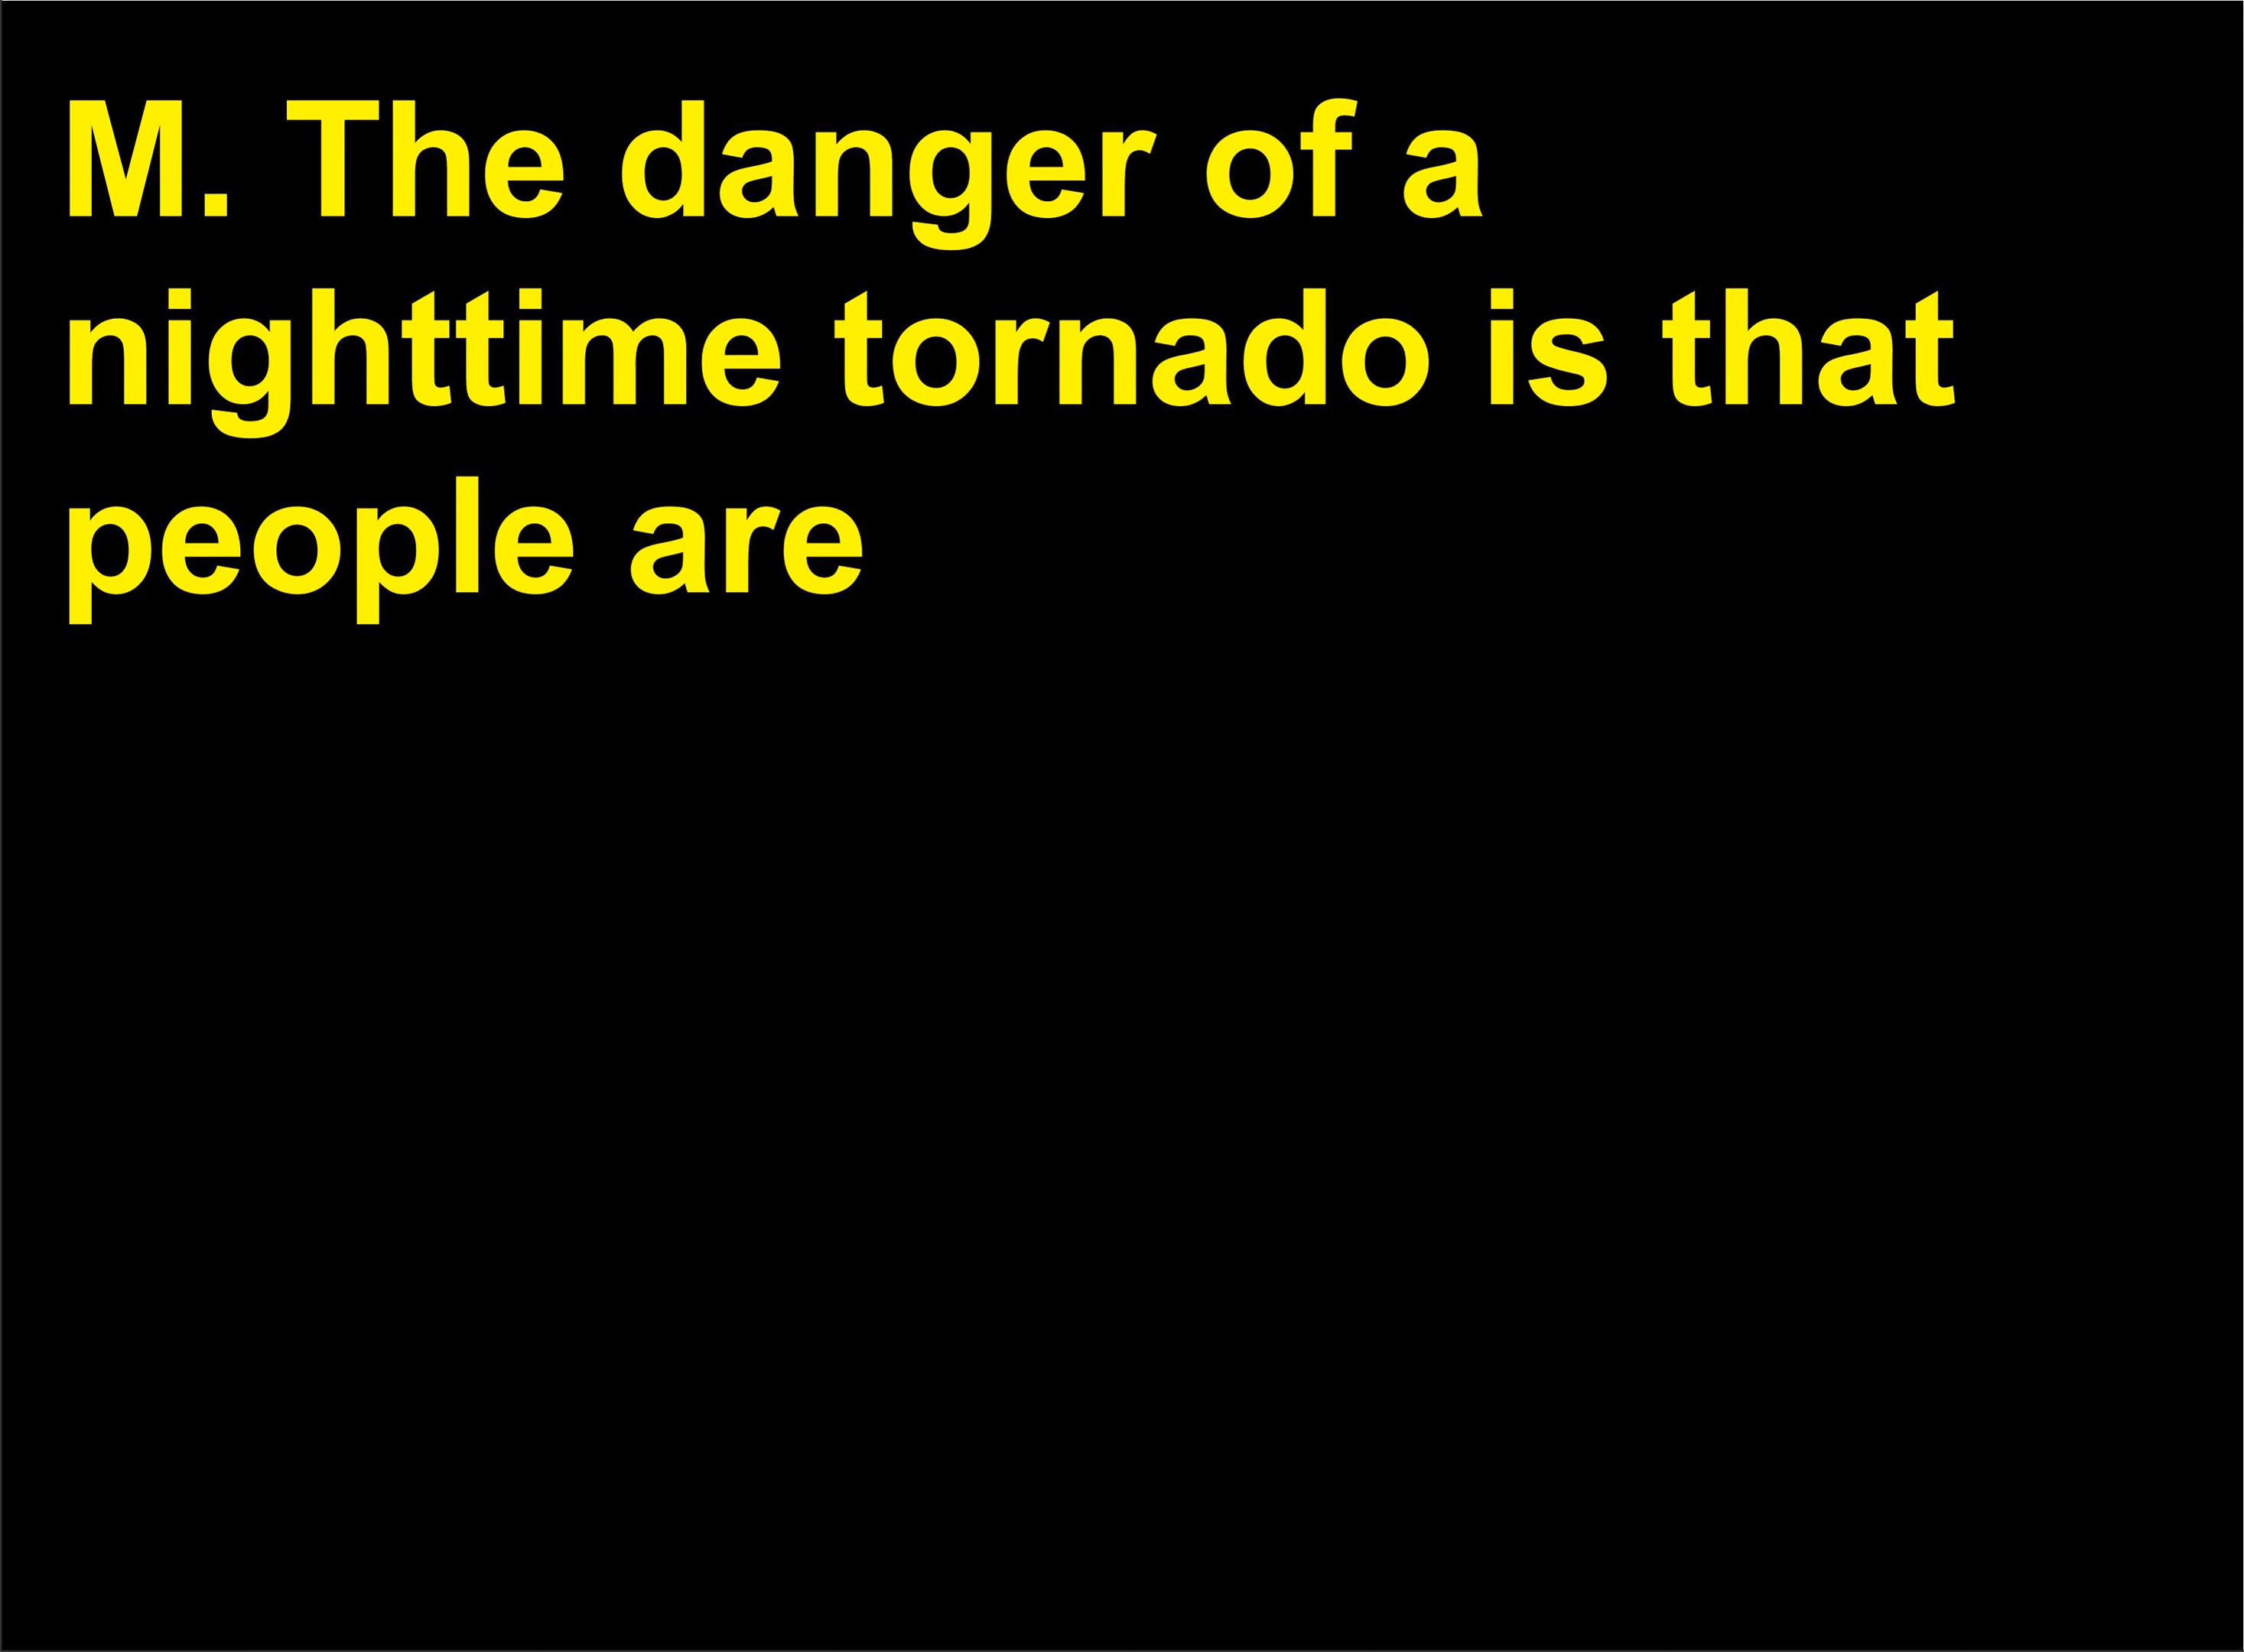 M. The danger of a
nighttime tornado is that
people are